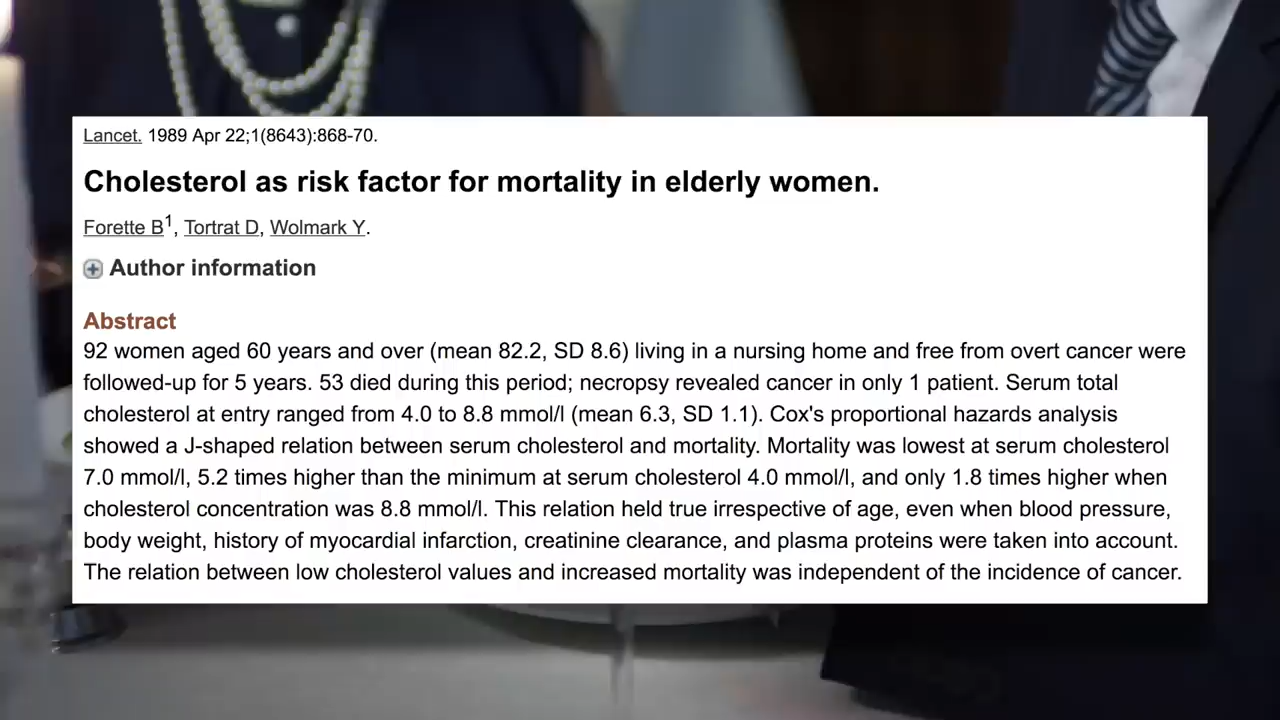 Lancet. 1989 Apr 22;1(8643):868-70.
Cholesterol as risk factor for mortality in elderly women.
Forette B1, Tortrat D, Wolmark Y.
Author information
Abstract
92 women aged 60 years and over (mean 82.2, SD 8.6) living in a nursing home and free from overt cancer were
followed-up for 5 years. 53 died during this period; necropsy revealed cancer in only 1 patient. Serum total
cholesterol at entry ranged from 4.0 to 8.8 mmol/l (mean 6.3, SD 1.1). Cox's proportional hazards analysis
showed a J-shaped relation between serum cholesterol and mortality. Mortality was lowest at serum cholesterol
7.0 mmol/l, 5.2 times higher than the minimum at serum cholesterol 4.0 mmol/l, and only 1.8 times higher when
cholesterol concentration was 8.8 mmol/l. This relation held true irrespective of age, even when blood pressure,
body weight, history of myocardial infarction, creatinine clearance, and plasma proteins were taken into account.
The relation between low cholesterol values and increased mortality was independent of the incidence of cancer.